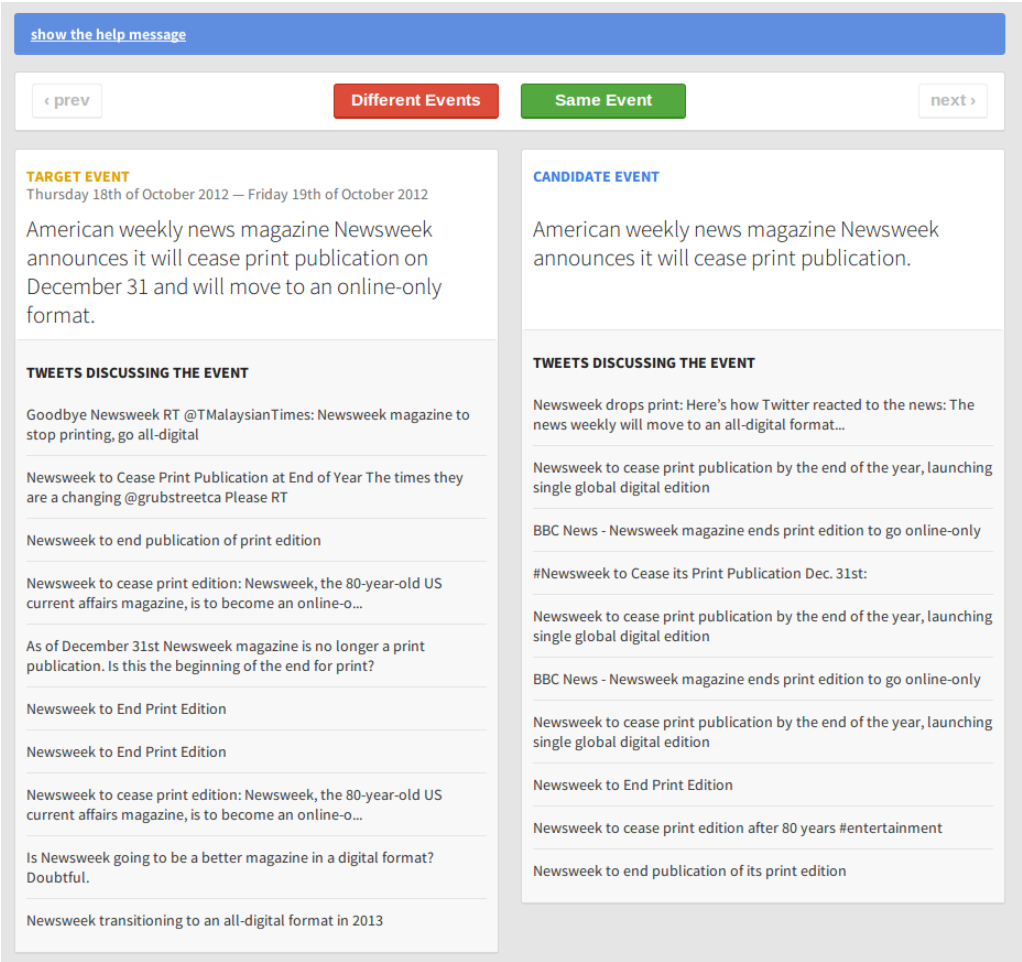 show the help message
‹ prev
Different Events
Same Event
next ›
TARGET EVENT
Thursday 18th of October 2012 — Friday 19th of October 2012
American weekly news magazine Newsweek
announces it will cease print publication on
December 31 and will move to an online-only
format.
TWEETS DISCUSSING THE EVENT
Goodbye Newsweek RT @TMalaysianTimes: Newsweek magazine to
stop printing, go all-digital
Newsweek to Cease Print Publication at End of Year The times they
are a changing @grubstreetca Please RT
Newsweek to end publication of print edition
Newsweek to cease print edition: Newsweek, the 80-year-old US
current affairs magazine, is to become an online-o...
As of December 31st Newsweek magazine is no longer a print
publication. Is this the beginning of the end for print?
Newsweek to End Print Edition
Newsweek to End Print Edition
Newsweek to cease print edition: Newsweek, the 80-year-old US
current affairs magazine, is to become an online-o...
Is Newsweek going to be a better magazine in a digital format?
Doubtful.
Newsweek transitioning to an all-digital format in 2013
CANDIDATE EVENT
American weekly news magazine Newsweek
announces it will cease print publication.
TWEETS DISCUSSING THE EVENT
Newsweek drops print: Here's how Twitter reacted to the news: The
news weekly will move to an all-digital format...
Newsweek to cease print publication by the end of the year, launching
single global digital edition
BBC News - Newsweek magazine ends print edition to go online-only
#Newsweek to Cease its Print Publication Dec. 31st:
Newsweek to cease print publication by the end of the year, launching
single global digital edition
BBC News - Newsweek magazine ends print edition to go online-only
Newsweek to cease print publication by the end of the year, launching
single global digital edition
Newsweek to End Print Edition
Newsweek to cease print edition after 80 years #entertainment
Newsweek to end publication of its print edition